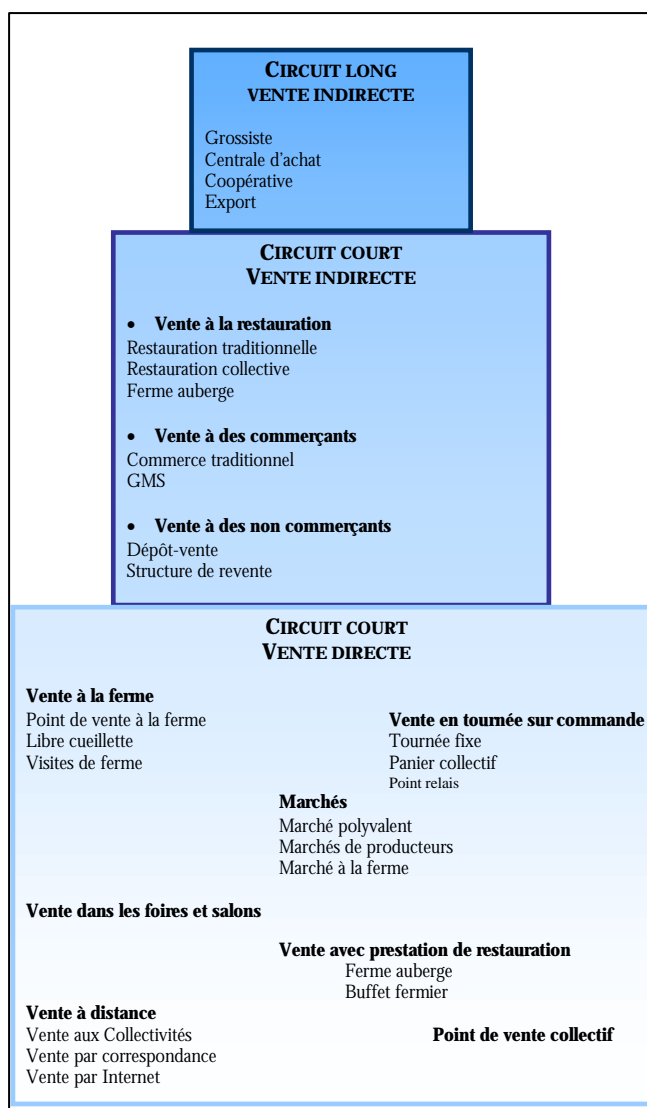 CIRCUIT LONG
VENTE INDIRECTE
Grossiste
Centrale d'achat
Coopérative
Export
CIRCUIT COURT
VENTE INDIRECTE
• Vente à la restauration
Restauration traditionnelle
Restauration collective
Ferme auberge
• Vente à des commerçants
Commerce traditionnel
GMS
• Vente à des non commerçants
Dépôt-vente
Structure de revente
CIRCUIT COURT
VENTE DIRECTE
Vente à la ferme
Point de vente à la ferme
Libre cueillette
Visites de ferme
Vente en tournée sur commande
Tournée fixe
Panier collectif
Point relais
Marchés
Marché polyvalent
Marchés de producteurs
Marché à la ferme
Vente dans les foires et salons
Vente avec prestation de restauration
Ferme auberge
Buffet fermier
Vente à distance
Vente aux Collectivités
Vente par correspondance
Vente par Internet
Point de vente collectif